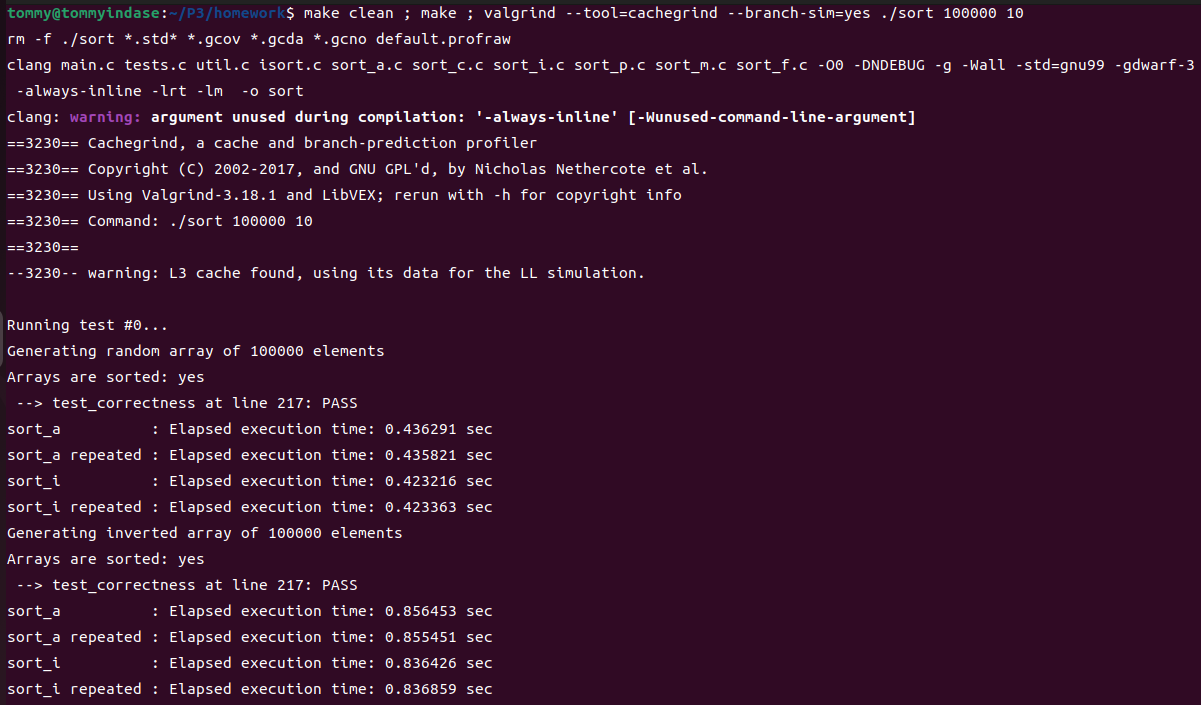 tommy@tommyindase:~/P3/homework$ make clean ; make ; valgrind --tool=cachegrind --branch-sim=yes ./sort 100000 10
rm -f ./sort *.std* *.gcov *.gcda *.gcno default.profraw
clang main.c tests.c util.c isort.c sort_a.c sort_c.c sort_i.c sort_p.c sort_m.c sort_f.c -O0 -DNDEBUG -g -Wall -std=gnu99 -gdwarf-3
 -always-inline -lrt -lm  -o sort
clang: warning: argument unused during compilation: '-always-inline' [-Wunused-command-line-argument]
==3230== Cachegrind, a cache and branch-prediction profiler
==3230== Copyright (C) 2002-2017, and GNU GPL'd, by Nicholas Nethercote et al.
==3230== Using Valgrind-3.18.1 and LibVEX; rerun with -h for copyright info
==3230== Command: ./sort 100000 10
==3230==
--3230-- warning: L3 cache found, using its data for the LL simulation.
Running test #0...
Generating random array of 100000 elements
Arrays are sorted: yes
 --> test_correctness at line 217: PASS
sort_a          : Elapsed execution time: 0.436291 sec
sort_a repeated : Elapsed execution time: 0.435821 sec
sort_i          : Elapsed execution time: 0.423216 sec
sort_i repeated : Elapsed execution time: 0.423363 sec
Generating inverted array of 100000 elements
Arrays are sorted: yes
 --> test_correctness at line 217: PASS
sort_a          : Elapsed execution time: 0.856453 sec
sort_a repeated : Elapsed execution time: 0.855451 sec
sort_i          : Elapsed execution time: 0.836426 sec
sort_i repeated : Elapsed execution time: 0.836859 sec